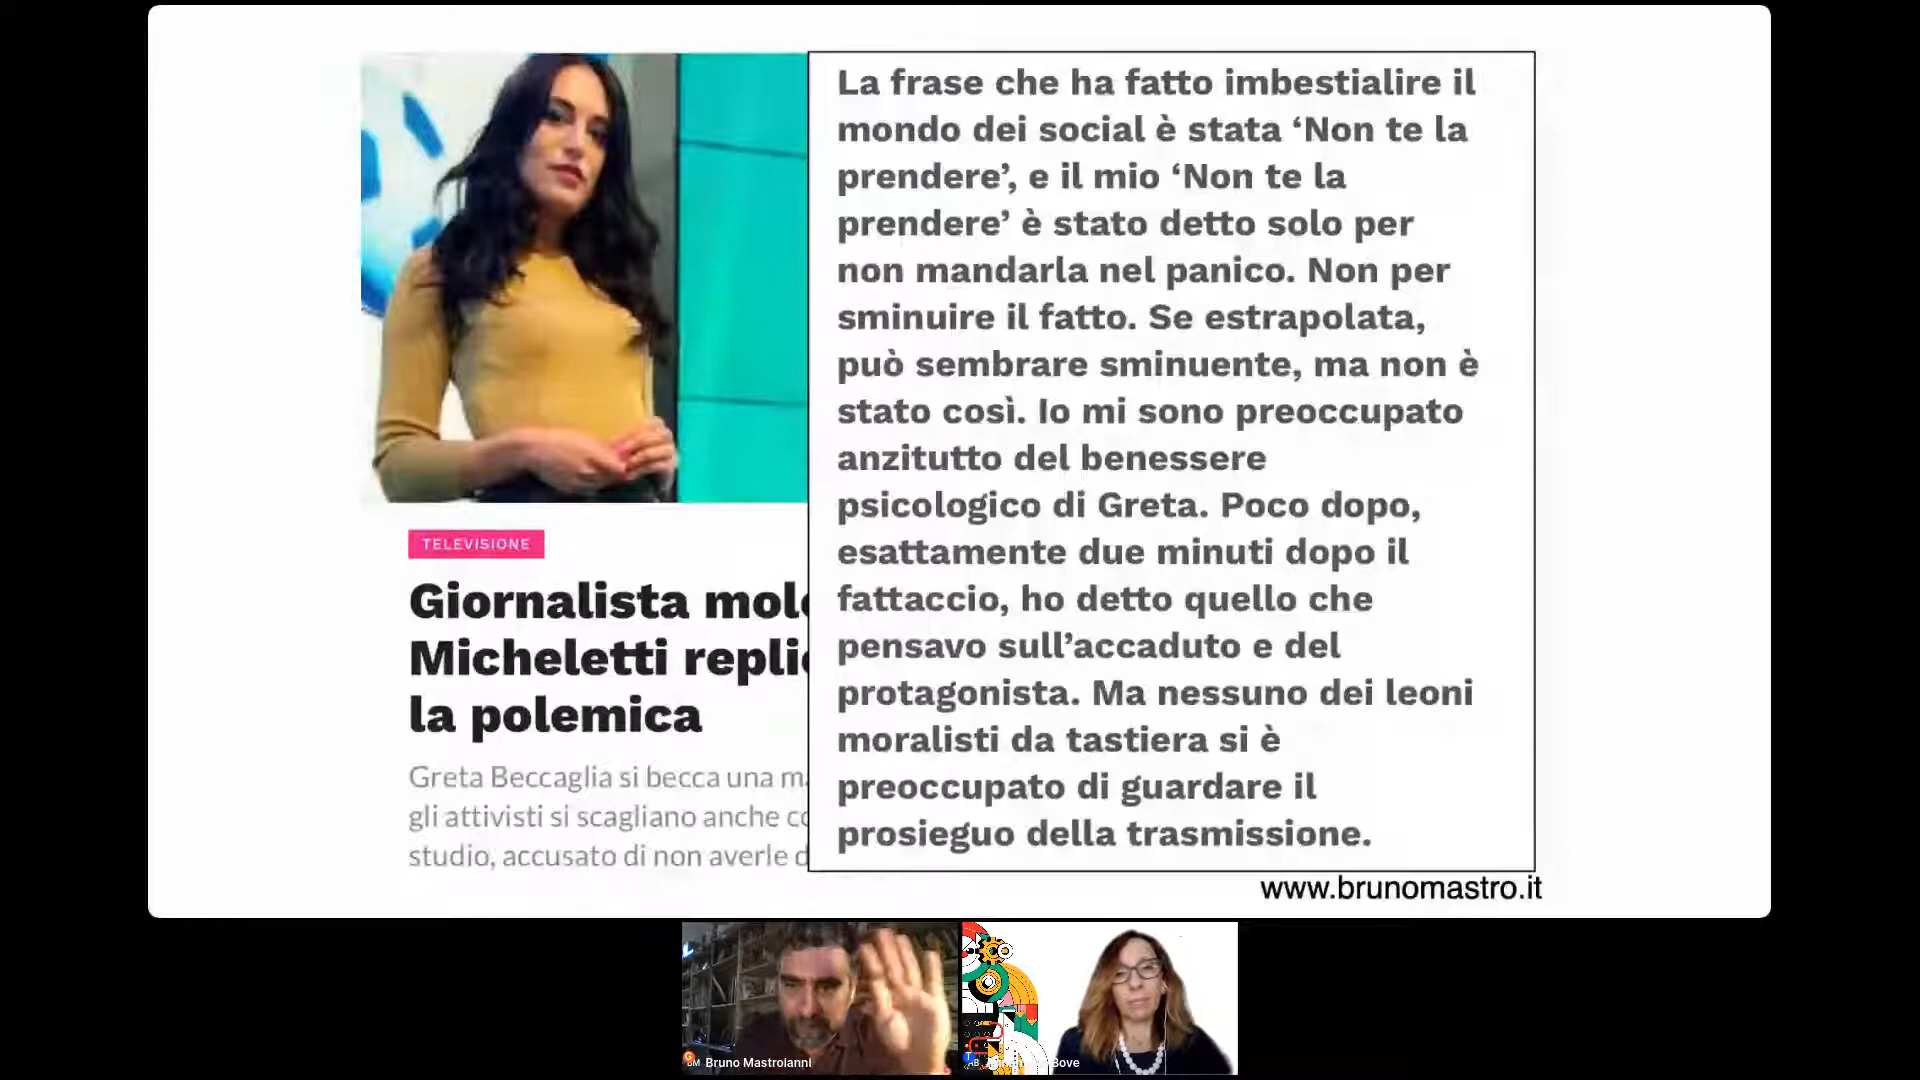 La frase che ha fatto imbestialire il
mondo dei social è stata ‘Non te la
prendere’, e il mio ‘Non te la
prendere’ è stato detto solo per
non mandarla nel panico. Non per
sminuire il fatto. Se estrapolata,
può sembrare sminuente, ma non è
stato così. Io mi sono preoccupato
anzitutto del benessere
psicologico di Greta. Poco dopo,
esattamente due minuti dopo il
fattaccio, ho detto quello che
pensavo sull’accaduto e del
protagonista. Ma nessuno dei leoni
moralisti da tastiera si è
preoccupato di guardare il
prosieguo della trasmissione.
TELEVISIONE
Giornalista
Micheletti
la polemica
Greta Beccaglia si becca una
gli attivisti si scagliano anche
studio, accusato di non averle
www.brunomastro.it
BM Bruno Mastroianni
AB Bove